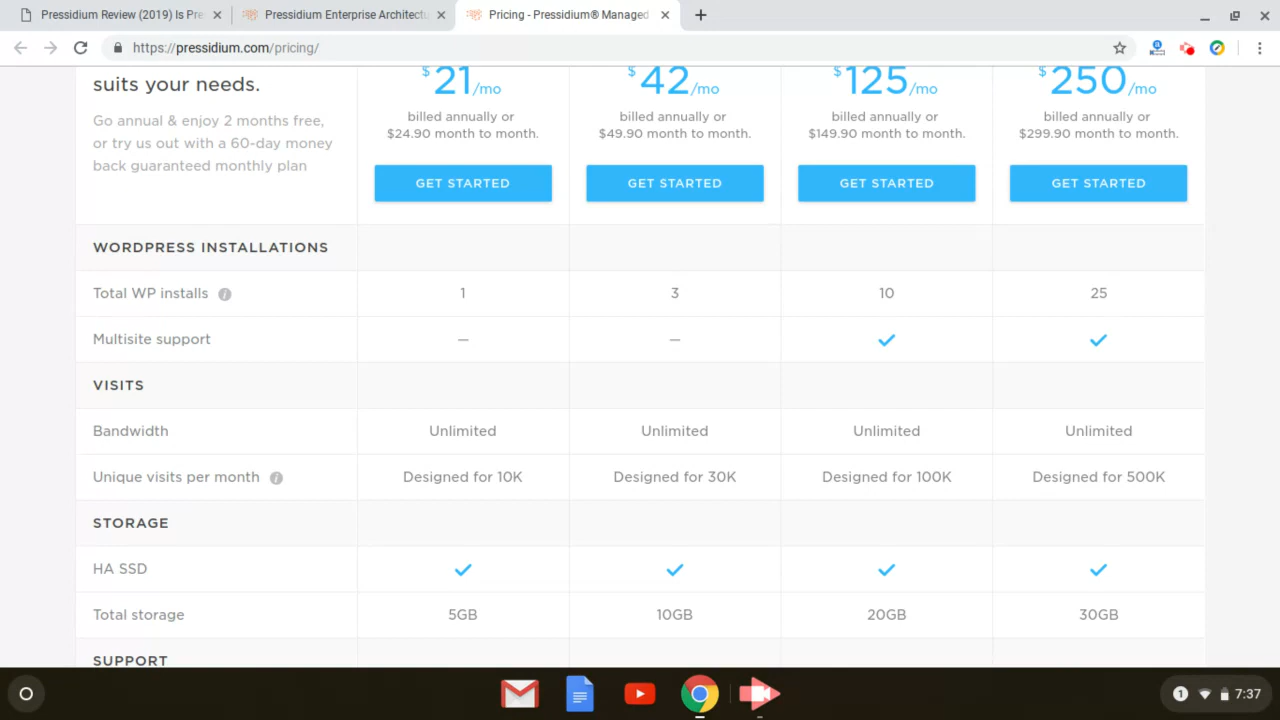 Pressidium Review (2019) Is Pre
Pressidium Enterprise Architectu
Pricing - Pressidium® Managed
https://pressidium.com/pricing/
suits your needs.
Go annual & enjoy 2 months free,
or try us out with a 60-day money
back guaranteed monthly plan
$21/mo $42/mo $125/mo $250/mo
billed annually or billed annually or billed annually or billed annually or
$24.90 month to month. $49.90 month to month. $149.90 month to month. $299.90 month to month.
GET STARTED GET STARTED GET STARTED GET STARTED
WORDPRESS INSTALLATIONS
Total WP installs i 1 3 10 25
Multisite support – –
VISITS
Bandwidth Unlimited Unlimited Unlimited Unlimited
Unique visits per month i Designed for 10K Designed for 30K Designed for 100K Designed for 500K
STORAGE
HA SSD
Total storage 5GB 10GB 20GB 30GB
SUPPORT
1 7:37